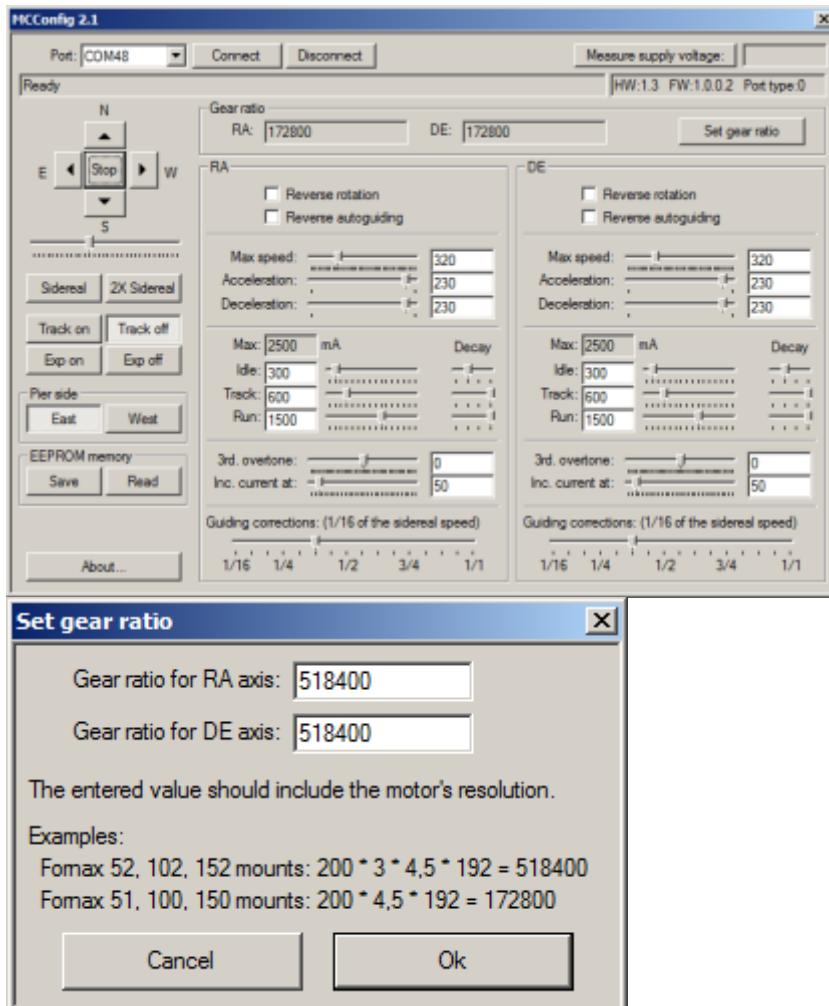 MCConfig 2.1
Port: COM48 Connect Disconnect Measure supply voltage:
Ready HW:1.3 FW:1.0.0.2 Port type:0
N
E Stop W
S
Sidereal 2X Sidereal
Track on Track off
Exp on Exp off
Pier side
East West
EEPROM memory
Save Read
About...
Gear ratio
RA: 172800 DE: 172800 Set gear ratio
RA
Reverse rotation
Reverse autoguiding
Max speed: 320
Acceleration: 230
Deceleration: 230
Max: 2500 mA Decay
Idle: 300
Track: 600
Run: 1500
3rd. overtone: 0
Inc. current at: 50
Guiding corrections: (1/16 of the sidereal speed)
1/16 1/4 1/2 3/4 1/1
DE
Reverse rotation
Reverse autoguiding
Max speed: 320
Acceleration: 230
Deceleration: 230
Max: 2500 mA Decay
Idle: 300
Track: 600
Run: 1500
3rd. overtone: 0
Inc. current at: 50
Guiding corrections: (1/16 of the sidereal speed)
1/16 1/4 1/2 3/4 1/1
Set gear ratio
Gear ratio for RA axis: 518400
Gear ratio for DE axis: 518400
The entered value should include the motor's resolution.
Examples:
Fornax 52, 102, 152 mounts: 200 * 3 * 4,5 * 192 = 518400
Fornax 51, 100, 150 mounts: 200 * 4,5 * 192 = 172800
Cancel Ok